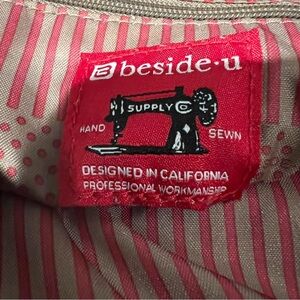 beside·u
SUPPLY Co
HAND SEWN
DESIGNED IN CALIFORNIA
PROFESSIONAL WORKMANSHIP